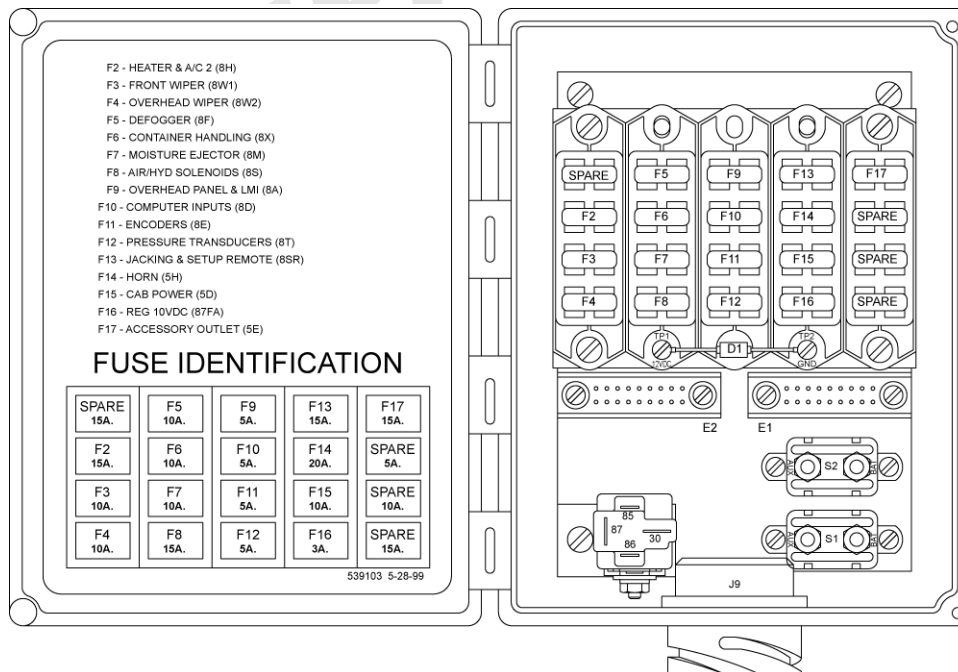 F2 - HEATER & A/C 2 (8H)
F3 - FRONT WIPER (8W1)
F4 - OVERHEAD WIPER (8W2)
F5 - DEFOGGER (8F)
F6 - CONTAINER HANDLING (8X)
F7 - MOISTURE EJECTOR (8M)
F8 - AIR/HYD SOLENOIDS (8S)
F9 - OVERHEAD PANEL & LMI (8A)
F10 - COMPUTER INPUTS (8D)
F11 - ENCODERS (8E)
F12 - PRESSURE TRANSDUCERS (8T)
F13 - JACKING & SETUP REMOTE (8SR)
F14 - HORN (5H)
F15 - CAB POWER (5D)
F16 - REG 10VDC (87FA)
F17 - ACCESSORY OUTLET (5E)
FUSE IDENTIFICATION
SPARE F5 F9 F13 F17
15A. 10A. 5A. 15A. 15A.
F2 F6 F10 F14 SPARE
15A. 10A. 5A. 20A. 5A.
F3 F7 F11 F15 SPARE
10A. 10A. 5A. 10A. 10A.
F4 F8 F12 F16 SPARE
10A. 15A. 5A. 3A. 15A.
539103 5-28-99
SPARE F5 F9 F13 F17
F2 F6 F10 F14 SPARE
F3 F7 F11 F15 SPARE
F4 F8 F12 F16 SPARE
TP1 TP2
D1
12VDC GND
E2 E1
AUX S2 BAT
85
87 30
86
AUX S1 BAT
J9